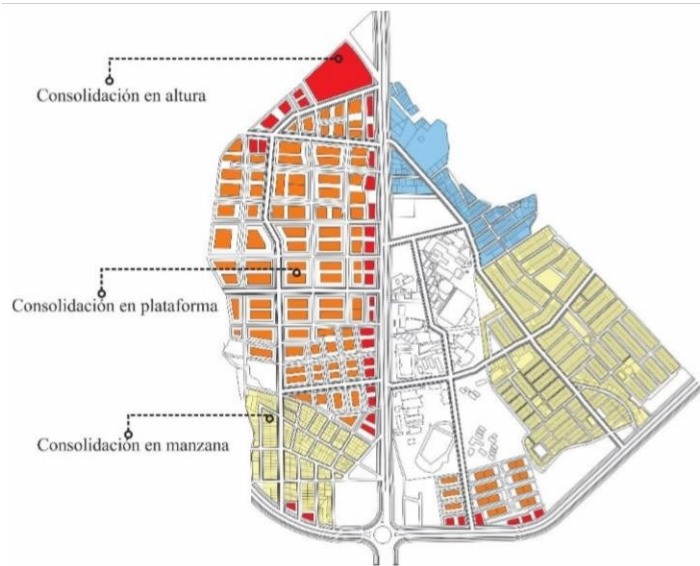 Consolidación en altura
Consolidación en plataforma
Consolidación en manzana